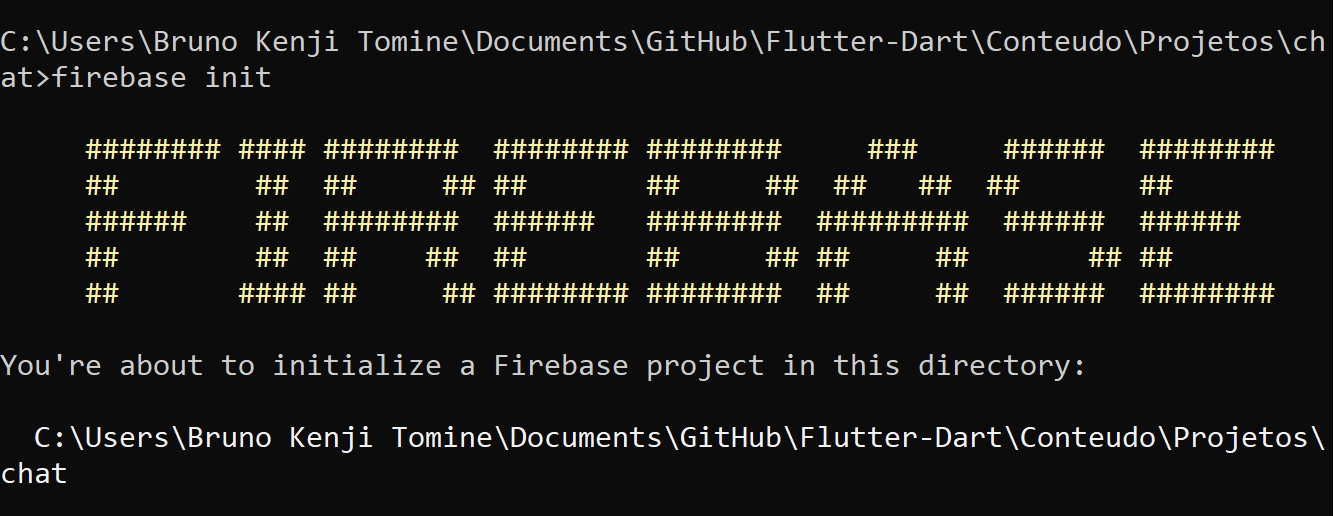 C:\Users\Bruno Kenji Tomine\Documents\GitHub\Flutter-Dart\Conteudo\Projetos\ch
at>firebase init
     ######## #### ########  ######## ########     ###     ######  ########
     ##        ##  ##     ## ##       ##     ##  ##   ##  ##       ##
     ######    ##  ########  ######   ########  #########  ######  ######
     ##        ##  ##    ##  ##       ##     ## ##     ##       ## ##
     ##       #### ##     ## ######## ########  ##     ##  ######  ########
You're about to initialize a Firebase project in this directory:
  C:\Users\Bruno Kenji Tomine\Documents\GitHub\Flutter-Dart\Conteudo\Projetos\
chat